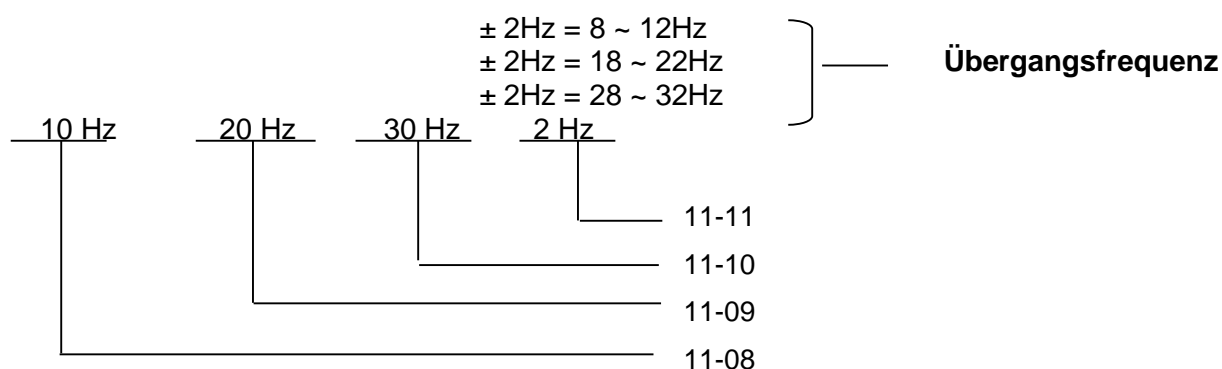 ± 2Hz = 8 ~ 12Hz
± 2Hz = 18 ~ 22Hz
± 2Hz = 28 ~ 32Hz
Übergangsfrequenz
10 Hz 20 Hz 30 Hz 2 Hz
11-11
11-10
11-09
11-08